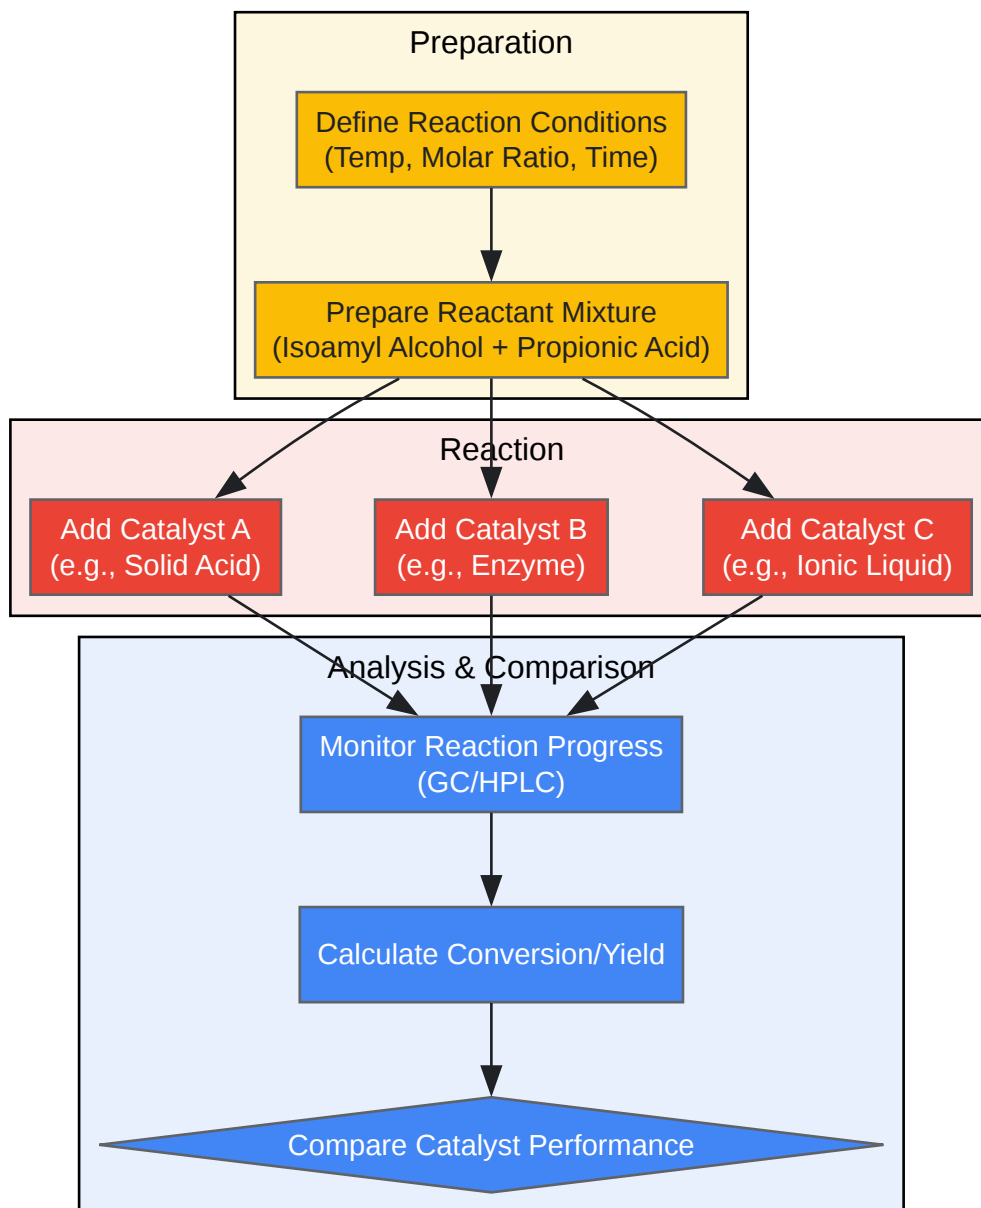 Preparation
Define Reaction Conditions
(Temp, Molar Ratio, Time)
Prepare Reactant Mixture
(Isoamyl Alcohol + Propionic Acid)
Reaction
Add Catalyst A
(e.g., Solid Acid)
Add Catalyst B
(e.g., Enzyme)
Add Catalyst C
(e.g., Ionic Liquid)
Analysis & Comparison
Monitor Reaction Progress
(GC/HPLC)
Calculate Conversion/Yield
Compare Catalyst Performance